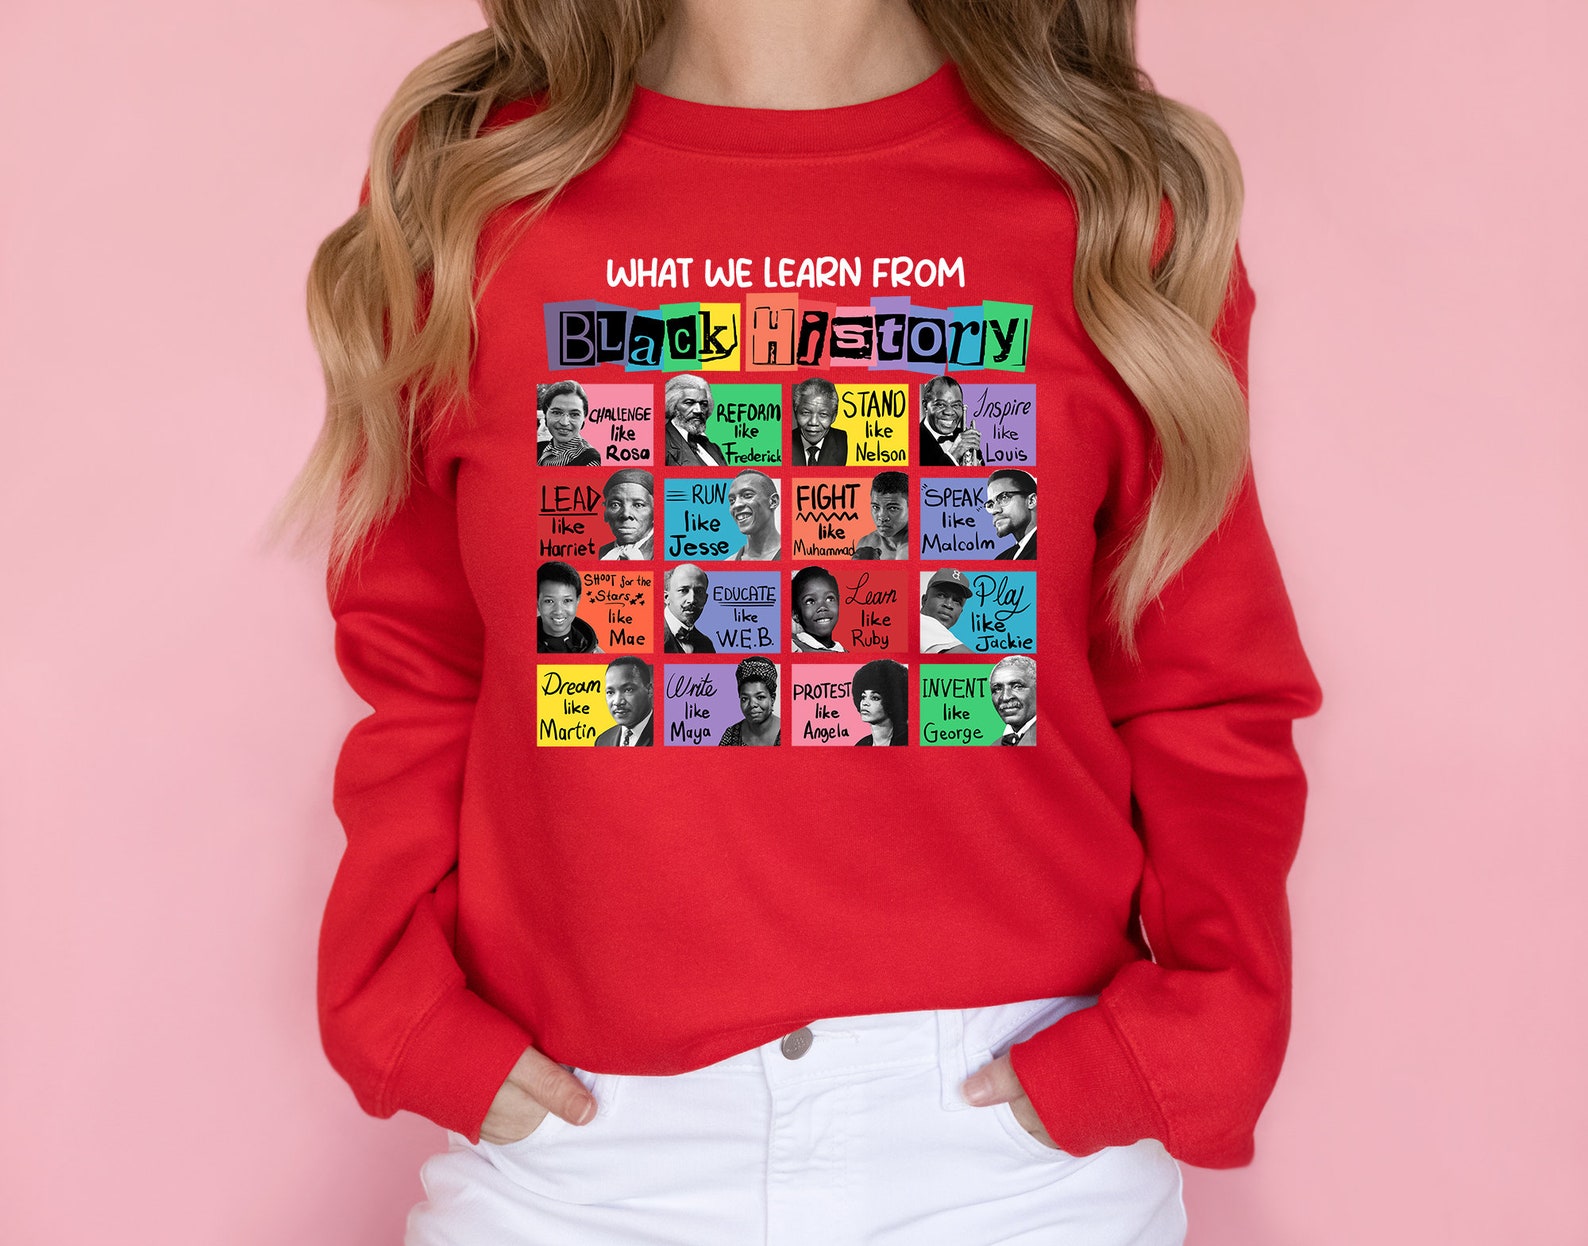 WHAT WE LEARN FROM
Black History
CHALLENGE
like
Rosa
REFORM
like
Frederick
STAND
like
Nelson
Inspire
like
Louis
LEAD
like
Harriet
RUN
like
Jesse
FIGHT
like
Muhammad
"SPEAK"
like
Malcolm
SHOOT for the
Stars
like
Mae
EDUCATE
like
W.E.B.
Learn
like
Ruby
B
Play
like
Jackie
Dream
like
Martin
Write
like
Maya
PROTEST
like
Angela
INVENT
like
George